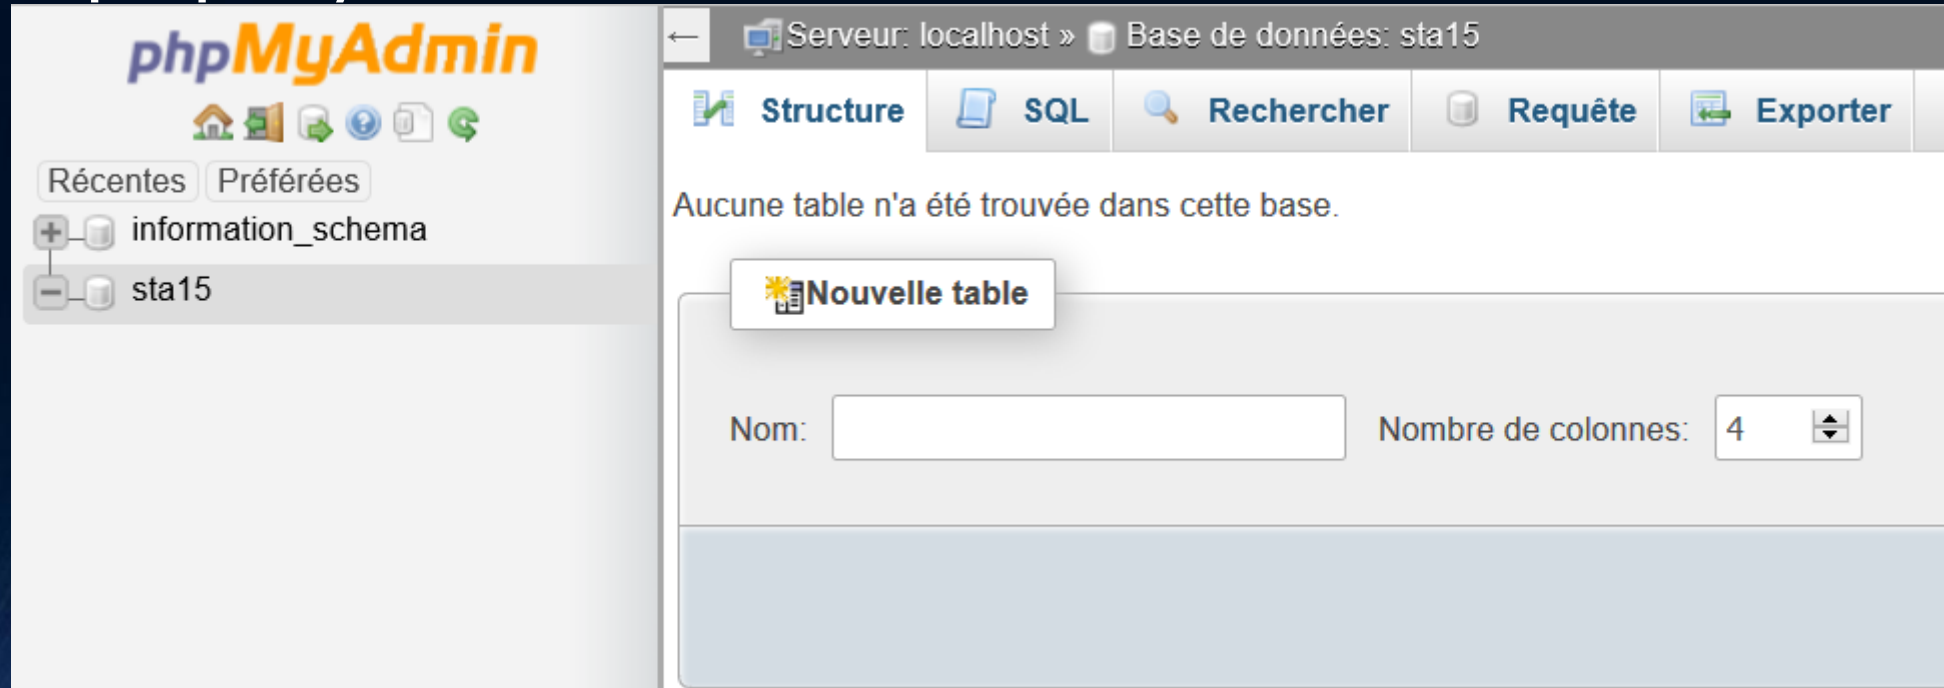 phpMyAdmin
Récentes Préférées
information_schema
sta15
← Serveur: localhost » Base de données: sta15
Structure SQL Rechercher Requête Exporter
Aucune table n'a été trouvée dans cette base.
Nouvelle table
Nom: Nombre de colonnes: 4